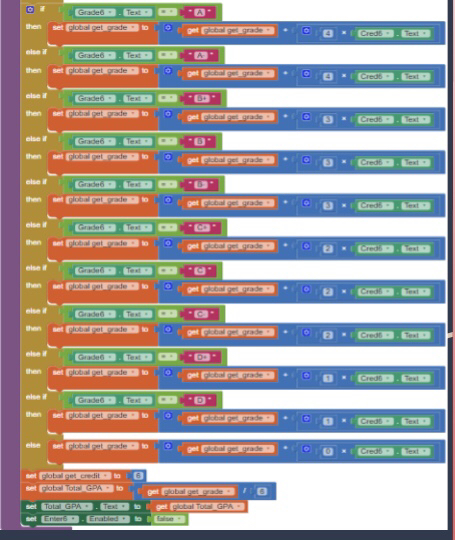 if Grade6 . Text = " A "
then set global get_grade to get global get_grade + 4 × Cred6 . Text
else if Grade6 . Text = " A- "
then set global get_grade to get global get_grade + 4 × Cred6 . Text
else if Grade6 . Text = " B+ "
then set global get_grade to get global get_grade + 3 × Cred6 . Text
else if Grade6 . Text = " B "
then set global get_grade to get global get_grade + 3 × Cred6 . Text
else if Grade6 . Text = " B- "
then set global get_grade to get global get_grade + 3 × Cred6 . Text
else if Grade6 . Text = " C+ "
then set global get_grade to get global get_grade + 2 × Cred6 . Text
else if Grade6 . Text = " C "
then set global get_grade to get global get_grade + 2 × Cred6 . Text
else if Grade6 . Text = " C- "
then set global get_grade to get global get_grade + 2 × Cred6 . Text
else if Grade6 . Text = " D+ "
then set global get_grade to get global get_grade + 1 × Cred6 . Text
else if Grade6 . Text = " D "
then set global get_grade to get global get_grade + 1 × Cred6 . Text
else set global get_grade to get global get_grade + 0 × Cred6 . Text
set global get_credit to 6
set global Total_GPA to get global get_grade / 6
set Total_GPA . Text to get global Total_GPA
set Enter6 . Enabled to false